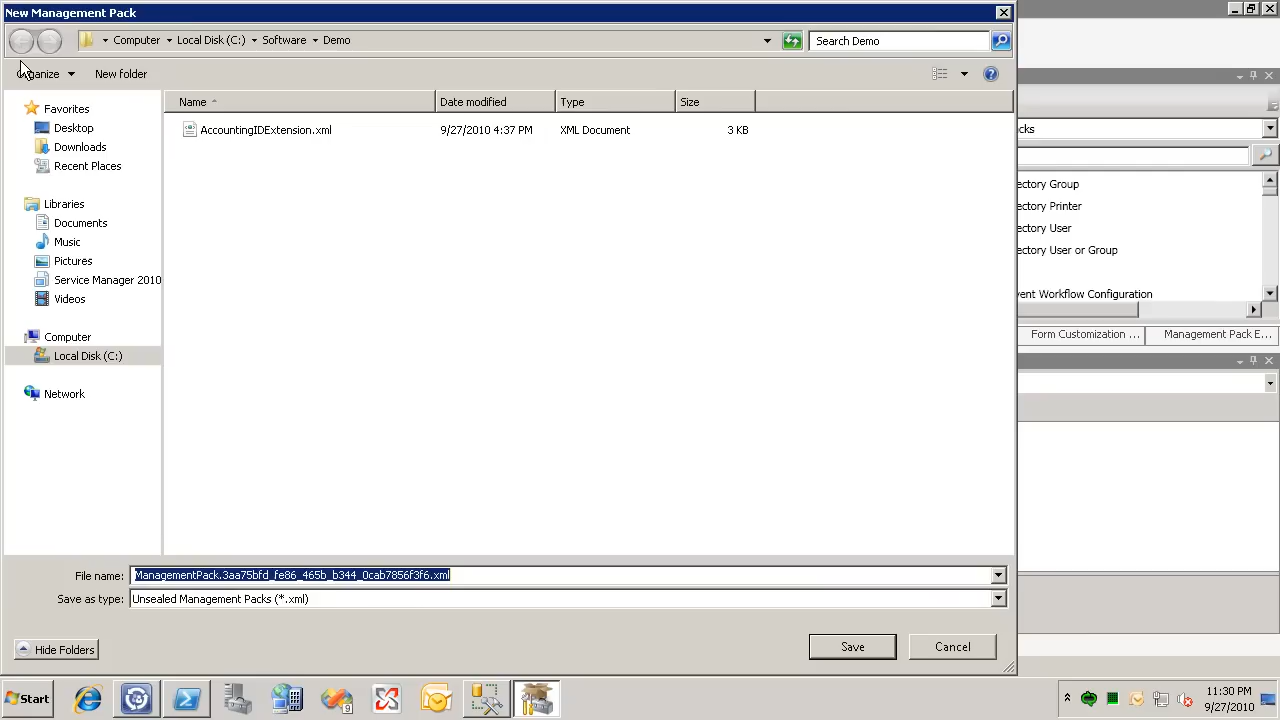 New Management Pack
Computer Local Disk (C:) Software Demo
Search Demo
Organize New folder
Favorites
Desktop
Downloads
Recent Places
Libraries
Documents
Music
Pictures
Service Manager 2010
Videos
Computer
Local Disk (C:)
Network
Name Date modified Type Size
AccountingIDExtension.xml 9/27/2010 4:37 PM XML Document 3 KB
File name: ManagementPack.3aa75bfd_fe86_465b_b344_0cab7856f3f6.xml
Save as type: Unsealed Management Packs (*.xml)
Hide Folders
Save Cancel
cks
ectory Group
ectory Printer
ectory User
ectory User or Group
vent Workflow Configuration
Form Customization ... Management Pack E...
Start
9
11:30 PM
9/27/2010